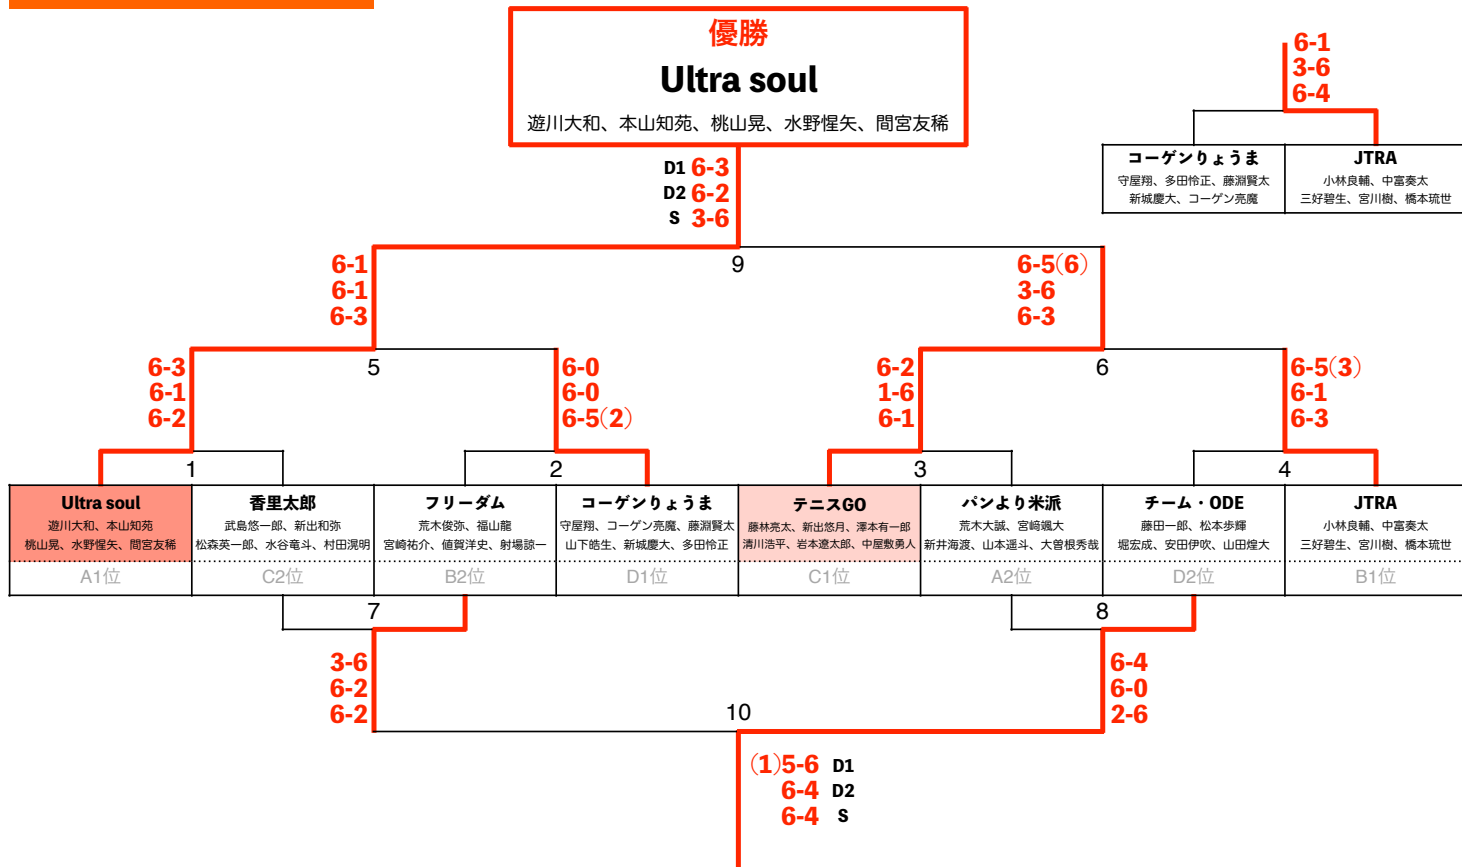 優勝
Ultra soul
遊川大和、本山知苑、桃山晃、水野惺矢、間宮友稀
D1 6-3
D2 6-2
S 3-6
6-1
3-6
6-4
コーゲンりょうま
守屋翔、多田怜正、藤淵賢太
新城慶大、コーゲン亮魔
JTRA
小林良輔、中富奏太
三好碧生、宮川樹、橋本琉世
9
6-1
6-1
6-3
6-5(6)
3-6
6-3
5
6
6-3
6-1
6-2
6-0
6-0
6-5(2)
6-2
1-6
6-1
6-5(3)
6-1
6-3
1
2
3
4
Ultra soul
遊川大和、本山知苑
桃山晃、水野惺矢、間宮友稀
A1位
香里太郎
武島悠一郎、新出和弥
松森英一郎、水谷竜斗、村田滉明
C2位
フリーダム
荒木俊弥、福山龍
宮崎祐介、値賀洋史、射場諒一
B2位
コーゲンりょうま
守屋翔、コーゲン亮魔、藤淵賢太
山下皓生、新城慶大、多田怜正
D1位
テニスGO
藤林亮太、新出悠月、澤本有一郎
清川浩平、岩本遼太郎、中屋敷勇人
C1位
パンより米派
荒木大誠、宮崎颯大
新井海渡、山本遥斗、大曽根秀哉
A2位
チーム・ODE
藤田一郎、松本歩輝
堀宏成、安田伊吹、山田煌大
D2位
JTRA
小林良輔、中富奏太
三好碧生、宮川樹、橋本琉世
B1位
7
8
3-6
6-2
6-2
6-4
6-0
2-6
10
(1)5-6 D1
6-4 D2
6-4 S